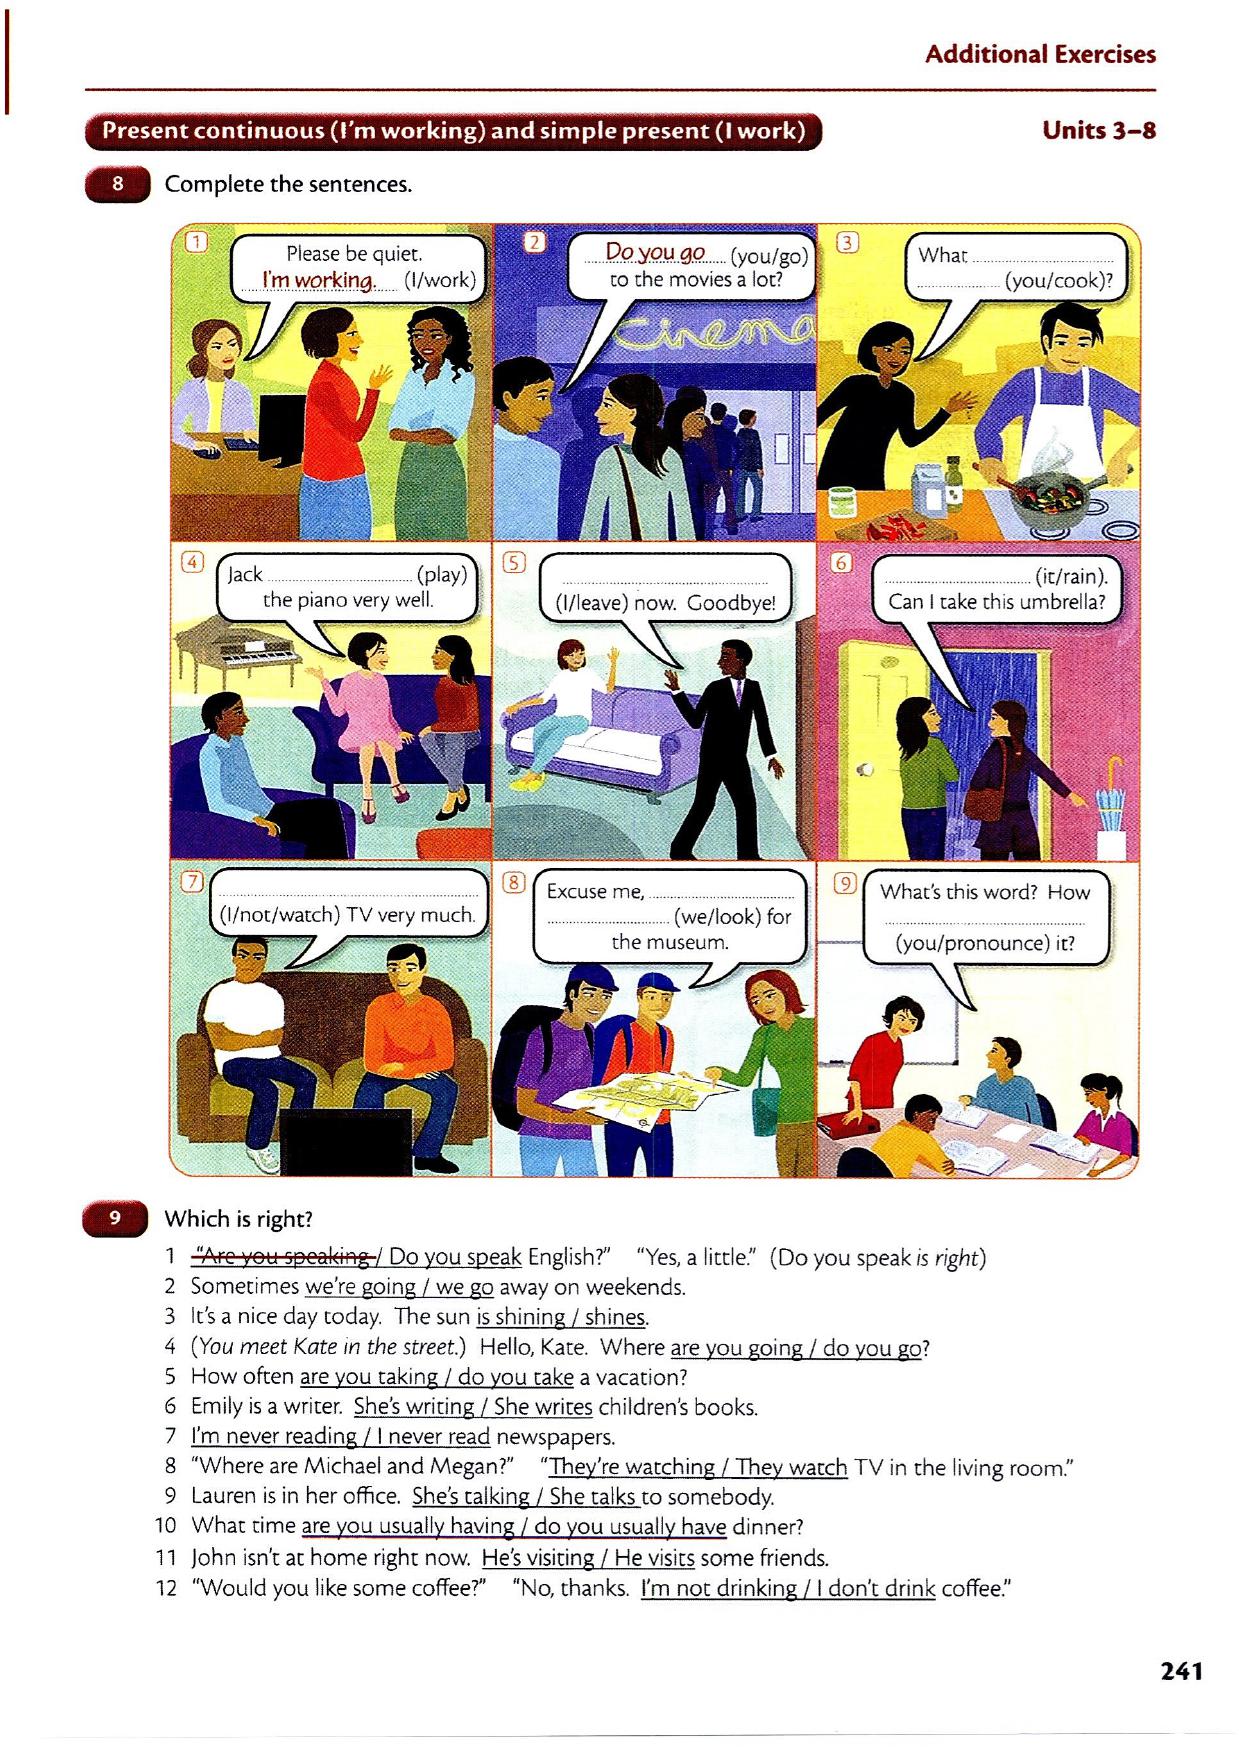 Additional Exercises
Present continuous (I'm working) and simple present (I work)
Units 3–8
8
Complete the sentences.
1
Please be quiet.
I'm working. (I/work)
2
Do you go (you/go)
to the movies a lot?
cinema
3
What ..............................
.................... (you/cook)?
4
Jack .............................. (play)
the piano very well.
5
..............................
(I/leave) now. Goodbye!
6
.............................. (it/rain).
Can I take this umbrella?
7
..............................
(I/not/watch) TV very much.
8
Excuse me, ..............................
.............................. (we/look) for
the museum.
9
What's this word? How
..............................
(you/pronounce) it?
9
Which is right?
1 "Are you speaking / Do you speak English?" "Yes, a little." (Do you speak is right)
2 Sometimes we're going / we go away on weekends.
3 It's a nice day today. The sun is shining / shines.
4 (You meet Kate in the street.) Hello, Kate. Where are you going / do you go?
5 How often are you taking / do you take a vacation?
6 Emily is a writer. She's writing / She writes children's books.
7 I'm never reading / I never read newspapers.
8 "Where are Michael and Megan?" "They're watching / They watch TV in the living room."
9 Lauren is in her office. She's talking / She talks to somebody.
10 What time are you usually having / do you usually have dinner?
11 John isn't at home right now. He's visiting / He visits some friends.
12 "Would you like some coffee?" "No, thanks. I'm not drinking / I don't drink coffee."
241